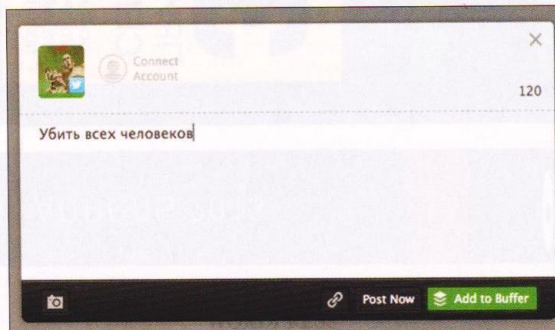 Connect
Account
120
Убить всех человеков
Post Now
Add to Buffer